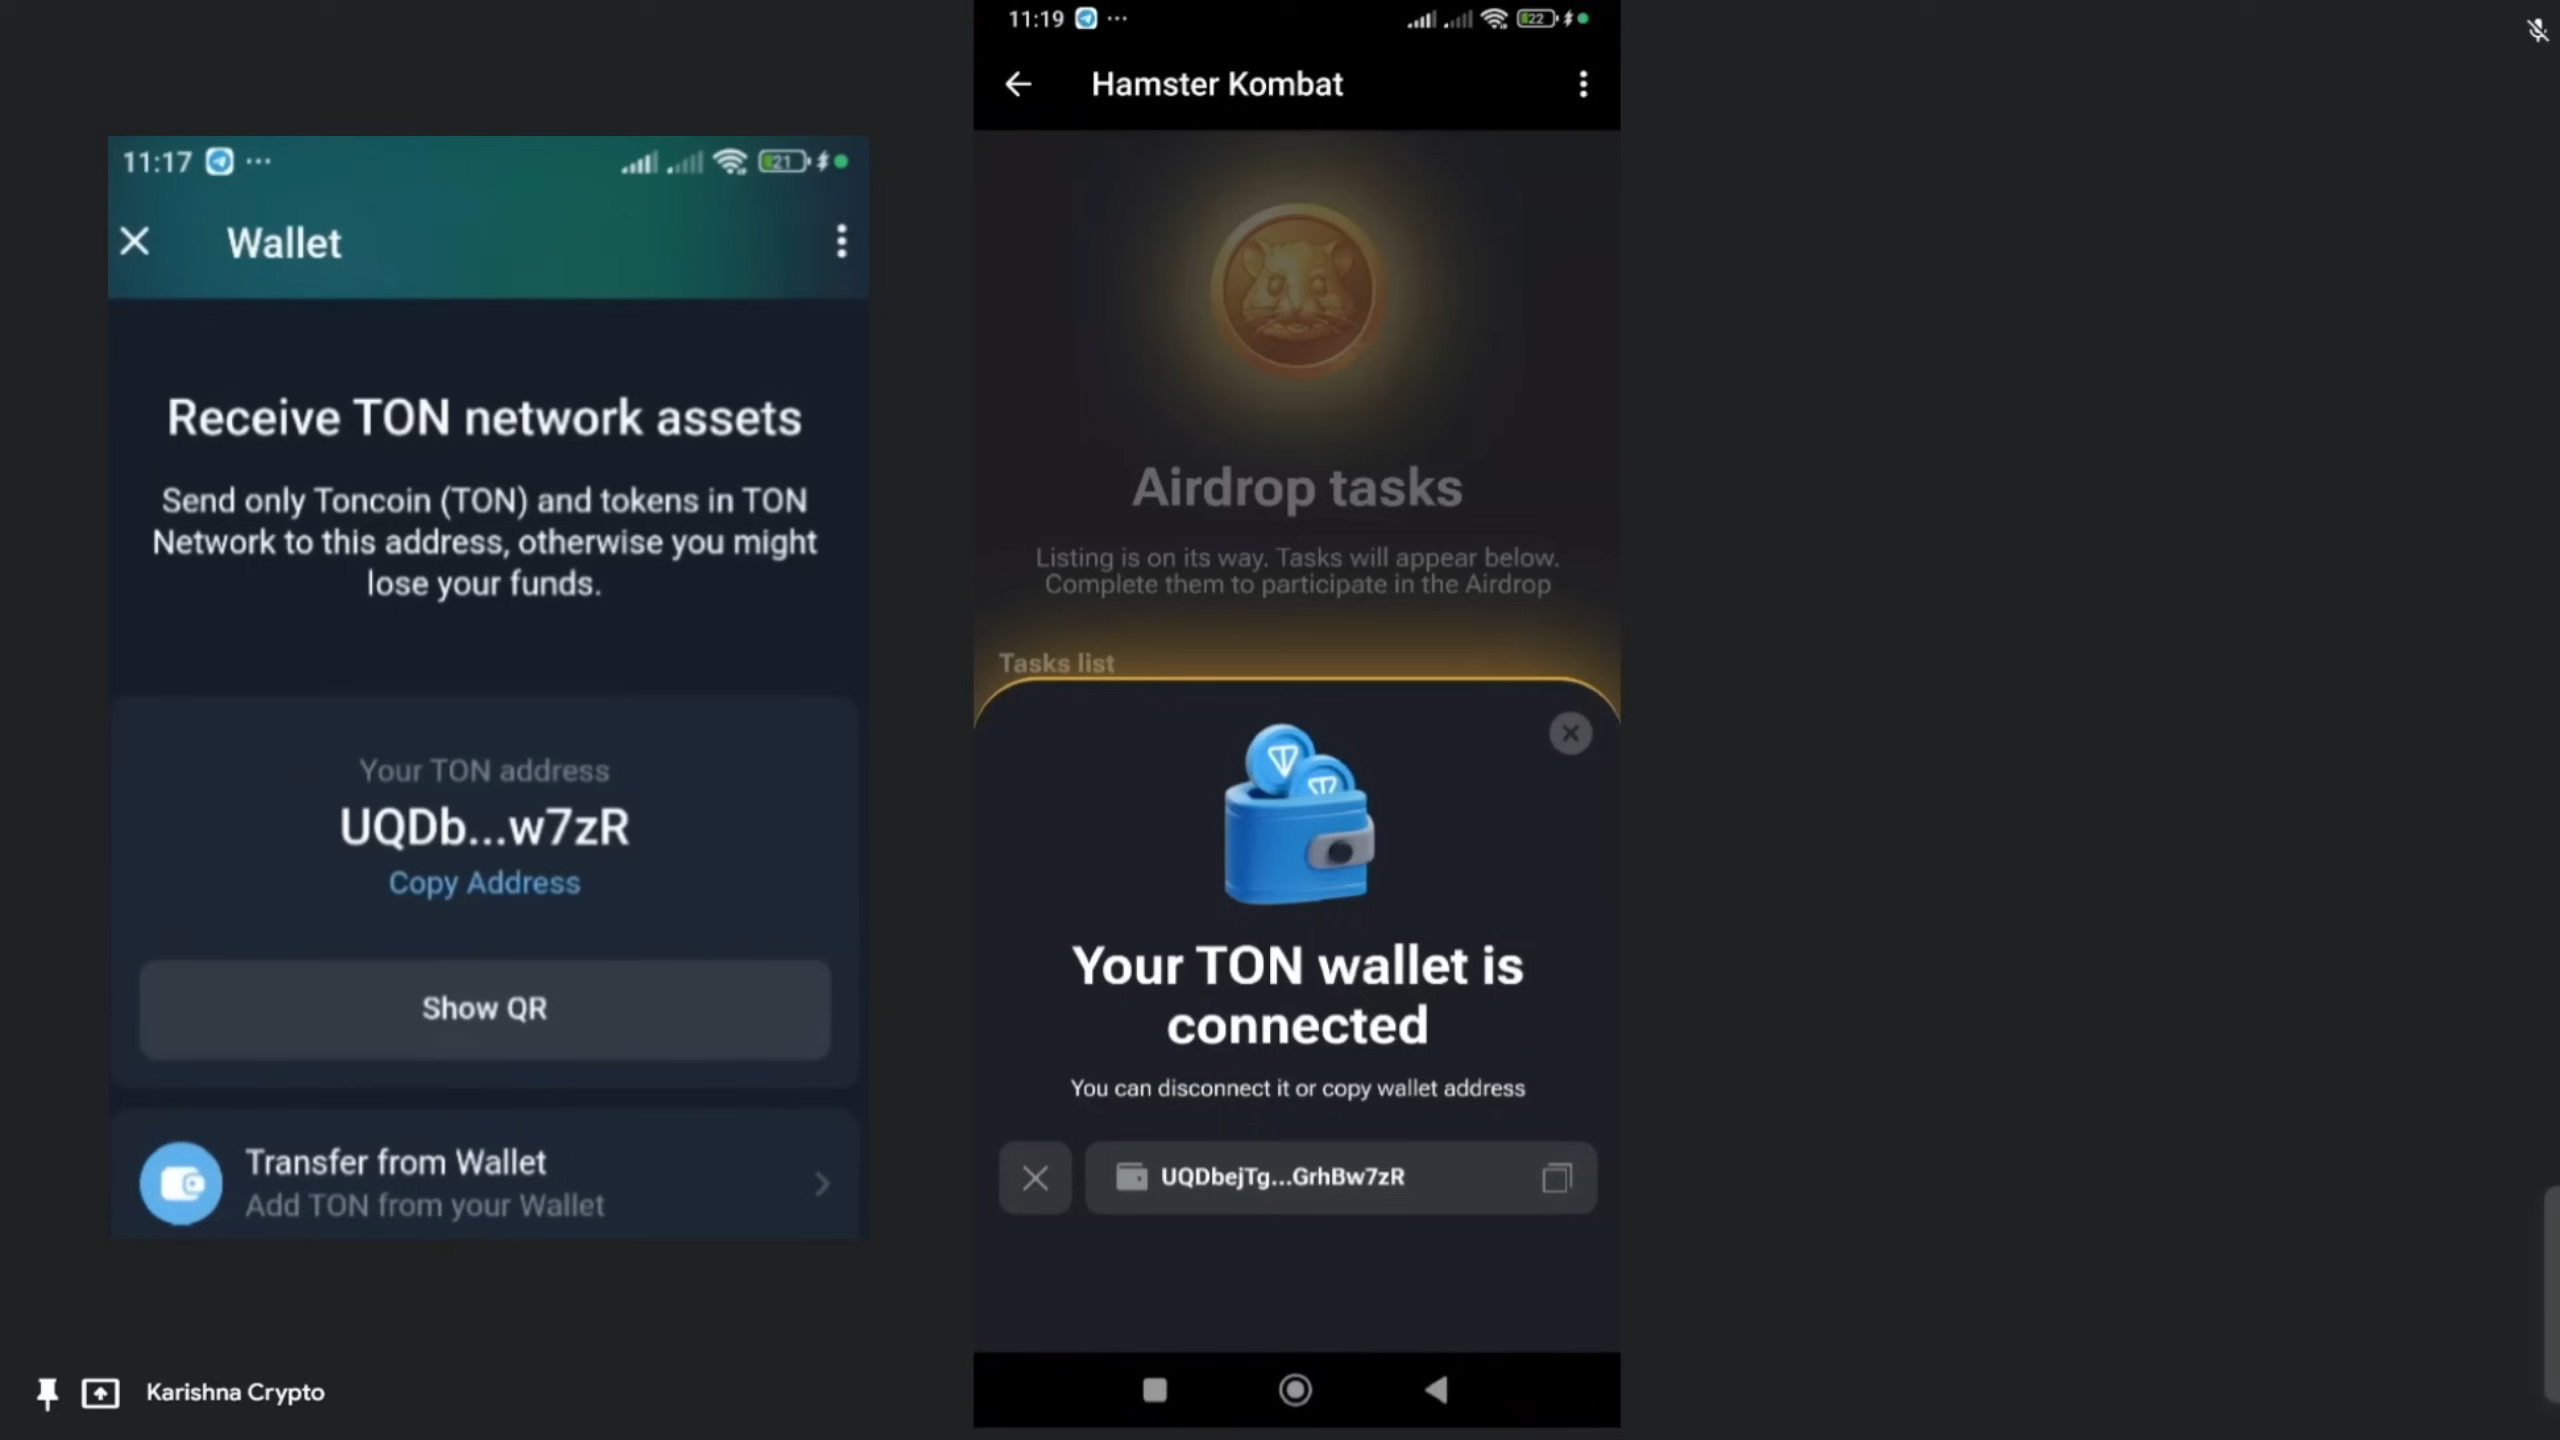 11:17
21
Wallet
Receive TON network assets
Send only Toncoin (TON) and tokens in TON
Network to this address, otherwise you might
lose your funds.
Your TON address
UQDb...w7zR
Copy Address
Show QR
Transfer from Wallet
Add TON from your Wallet
Karishna Crypto
11:19
22
Hamster Kombat
Airdrop tasks
Listing is on its way. Tasks will appear below.
Complete them to participate in the Airdrop
Tasks list
Your TON wallet is
connected
You can disconnect it or copy wallet address
UQDbejTg...GrhBw7zR